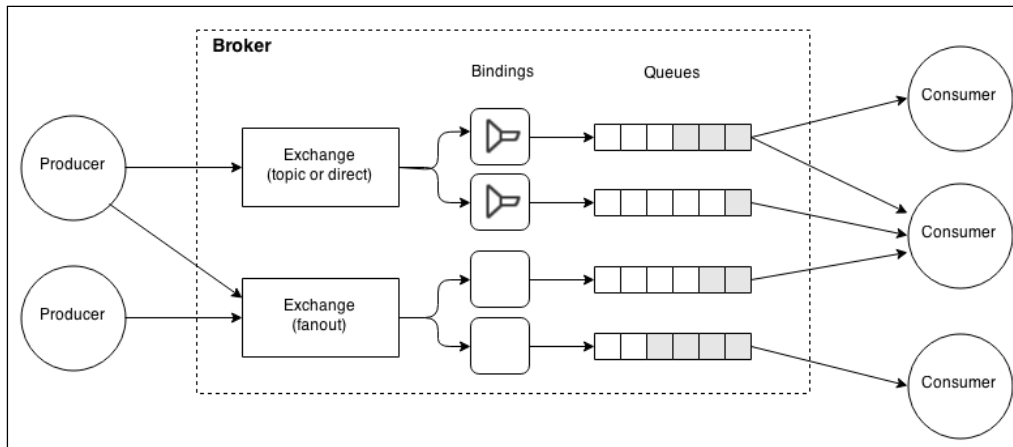 Broker
Bindings
Queues
Consumer
Producer
Exchange
(topic or direct)
Consumer
Producer
Exchange
(fanout)
Consumer